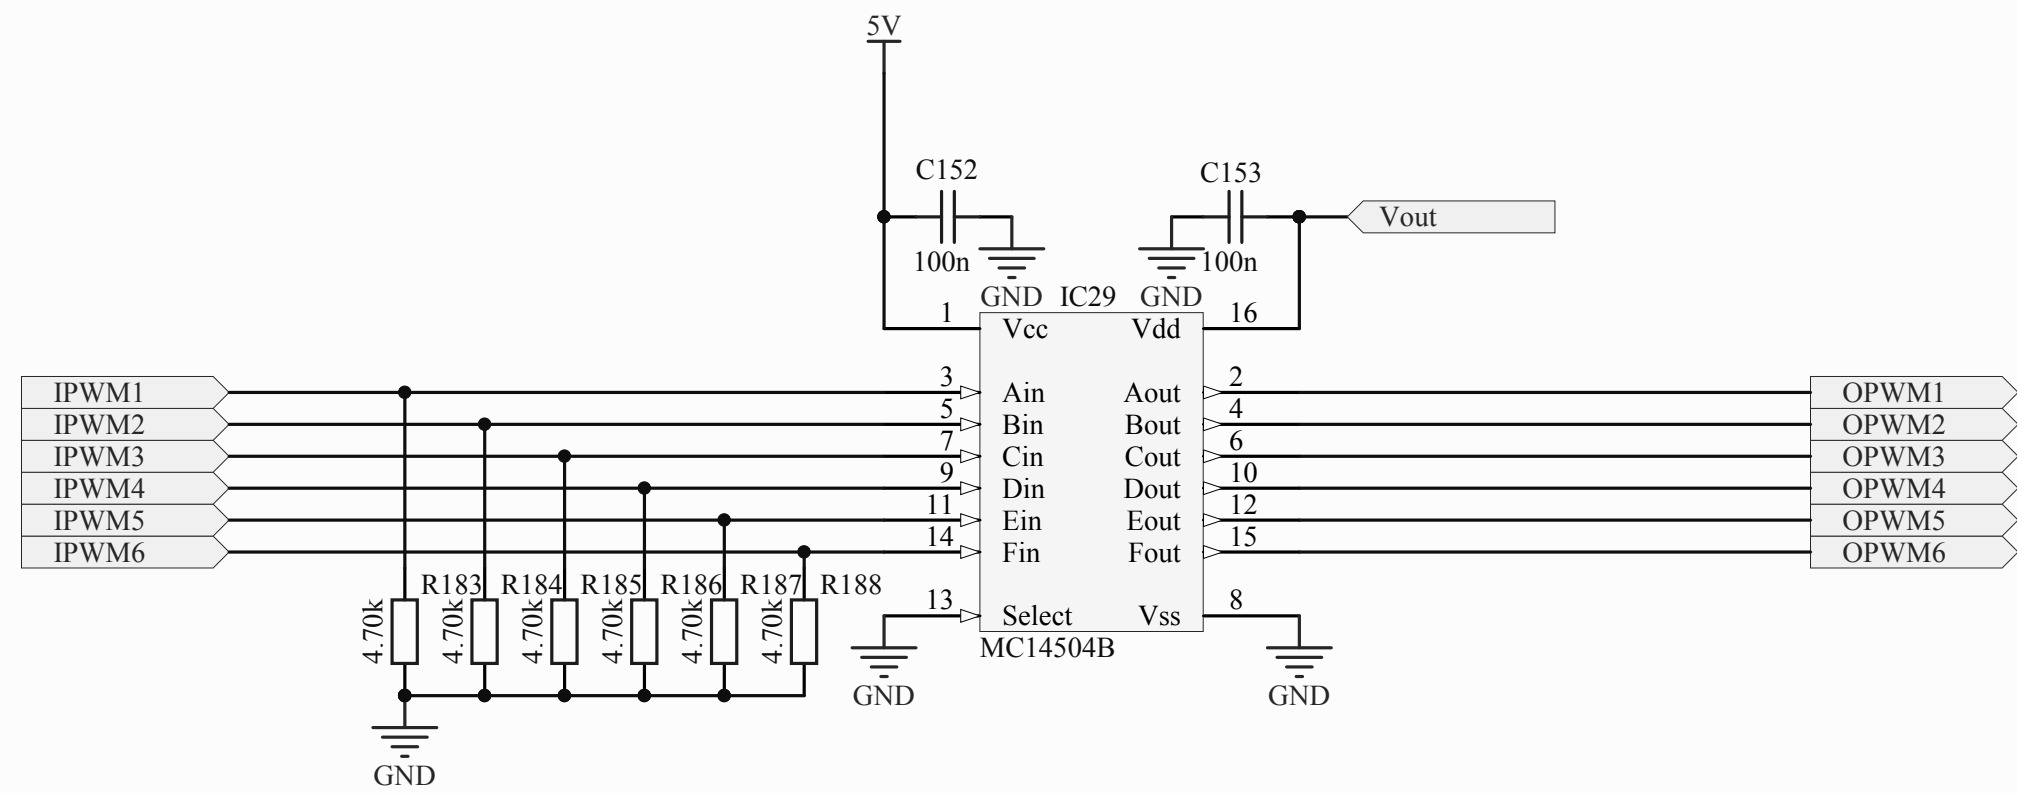 5V
C152
C153
Vout
100n
100n
GND
IC29
GND
1
Vcc
Vdd
16
IPWM1
3
Ain
Aout
2
OPWM1
IPWM2
5
Bin
Bout
4
OPWM2
IPWM3
7
Cin
Cout
6
OPWM3
IPWM4
9
Din
Dout
10
OPWM4
IPWM5
11
Ein
Eout
12
OPWM5
IPWM6
14
Fin
Fout
15
OPWM6
R183
R184
R185
R186
R187
R188
4.70k
4.70k
4.70k
4.70k
4.70k
4.70k
13
Select
Vss
8
MC14504B
GND
GND
GND